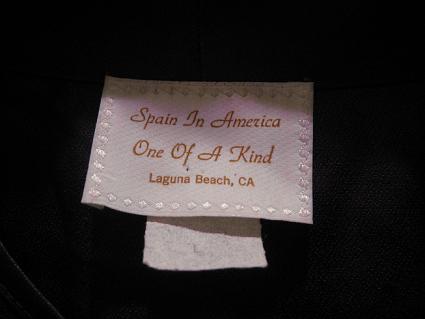 Spain In America
One Of A Kind
Laguna Beach, CA